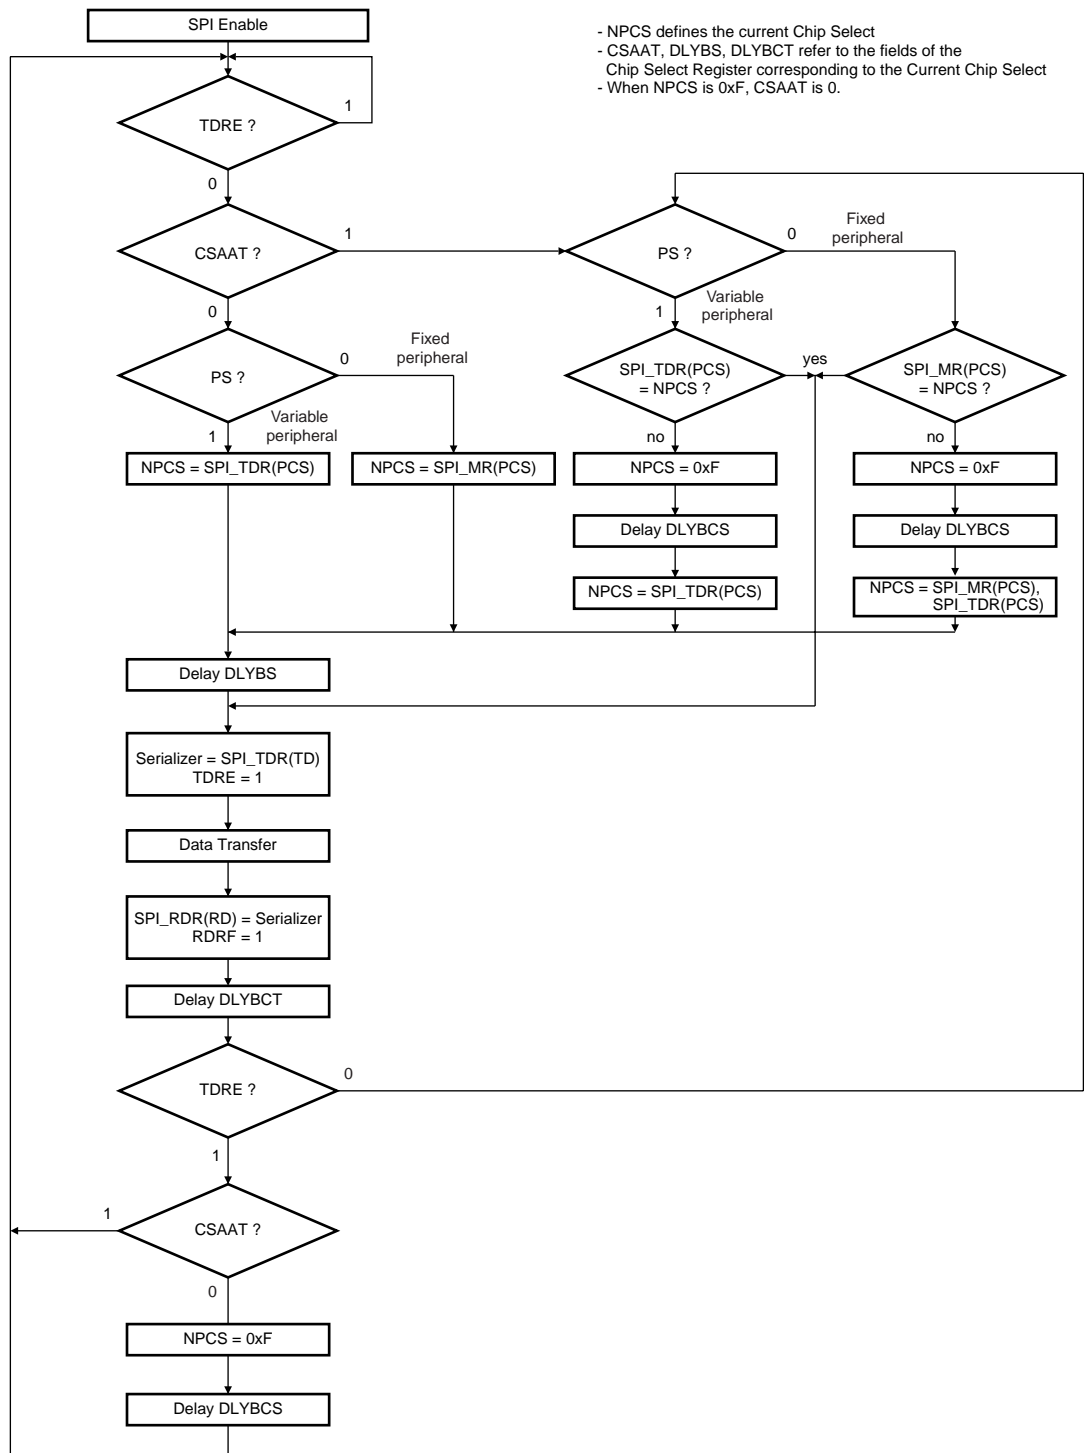 SPI Enable
- NPCS defines the current Chip Select
- CSAAT, DLYBS, DLYBCT refer to the fields of the
Chip Select Register corresponding to the Current Chip Select
- When NPCS is 0xF, CSAAT is 0.
TDRE ?
1
0
CSAAT ?
1
0
PS ?
0
Fixed
peripheral
1
Variable
peripheral
PS ?
0
Fixed
peripheral
1
Variable
peripheral
SPI_TDR(PCS)
= NPCS ?
yes
SPI_MR(PCS)
= NPCS ?
no
no
NPCS = SPI_TDR(PCS)
NPCS = SPI_MR(PCS)
NPCS = 0xF
NPCS = 0xF
Delay DLYBCS
Delay DLYBCS
NPCS = SPI_TDR(PCS)
NPCS = SPI_MR(PCS),
SPI_TDR(PCS)
Delay DLYBS
Serializer = SPI_TDR(TD)
TDRE = 1
Data Transfer
SPI_RDR(RD) = Serializer
RDRF = 1
Delay DLYBCT
TDRE ?
0
1
CSAAT ?
1
0
NPCS = 0xF
Delay DLYBCS